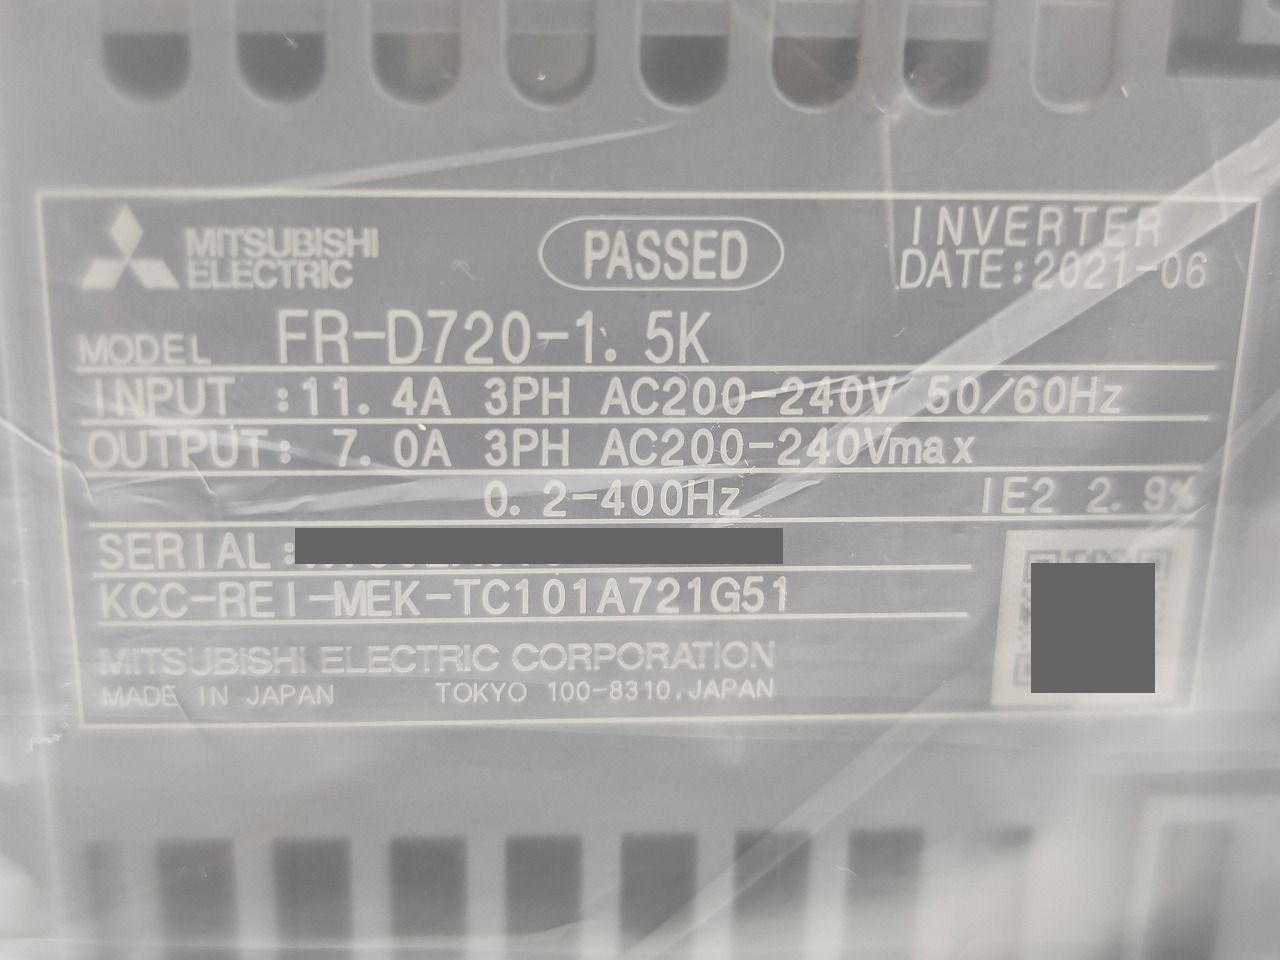 MITSUBISHI
ELECTRIC
PASSED
INVERTER
DATE:2021-06
MODEL FR-D720-1.5K
INPUT :11.4A 3PH AC200-240V 50/60Hz
OUTPUT: 7.0A 3PH AC200-240Vmax
0.2-400Hz IE2 2.9%
SERIAL:
KCC-REI-MEK-TC101A721G51
MITSUBISHI ELECTRIC CORPORATION
MADE IN JAPAN TOKYO 100-8310,JAPAN